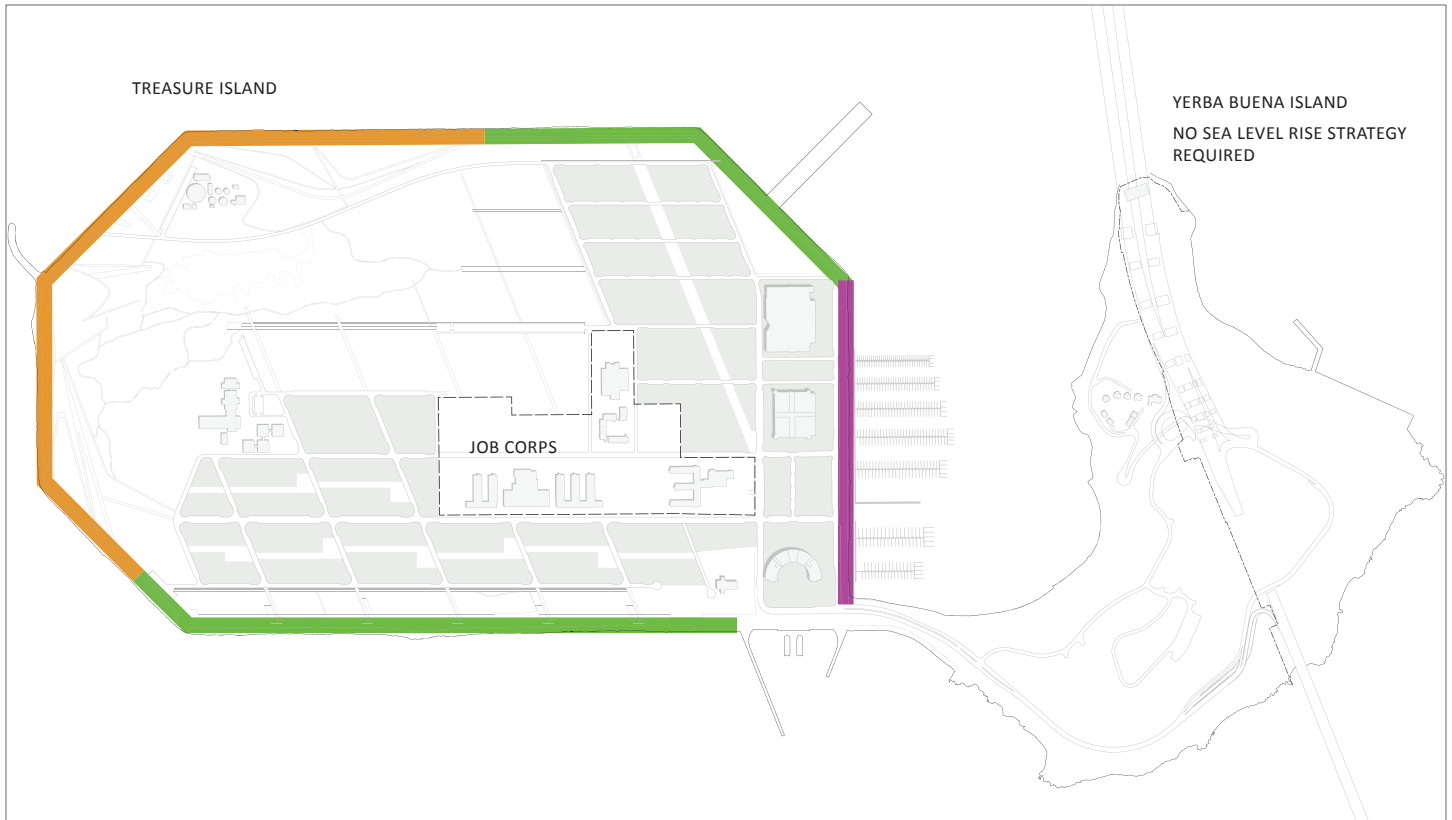 TREASURE ISLAND
YERBA BUENA ISLAND
NO SEA LEVEL RISE STRATEGY
REQUIRED
JOB CORPS